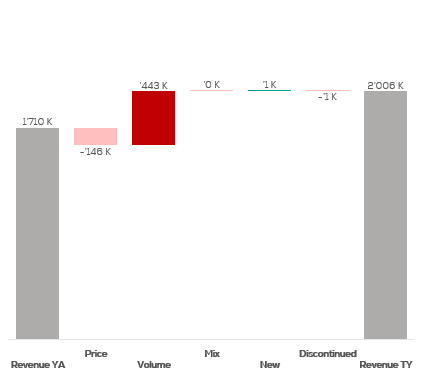 '443 K
'0 K
'1 K
2'006 K
-'1 K
1'710 K
-'146 K
Price
Mix
Discontinued
Revenue YA
Volume
New
Revenue TY